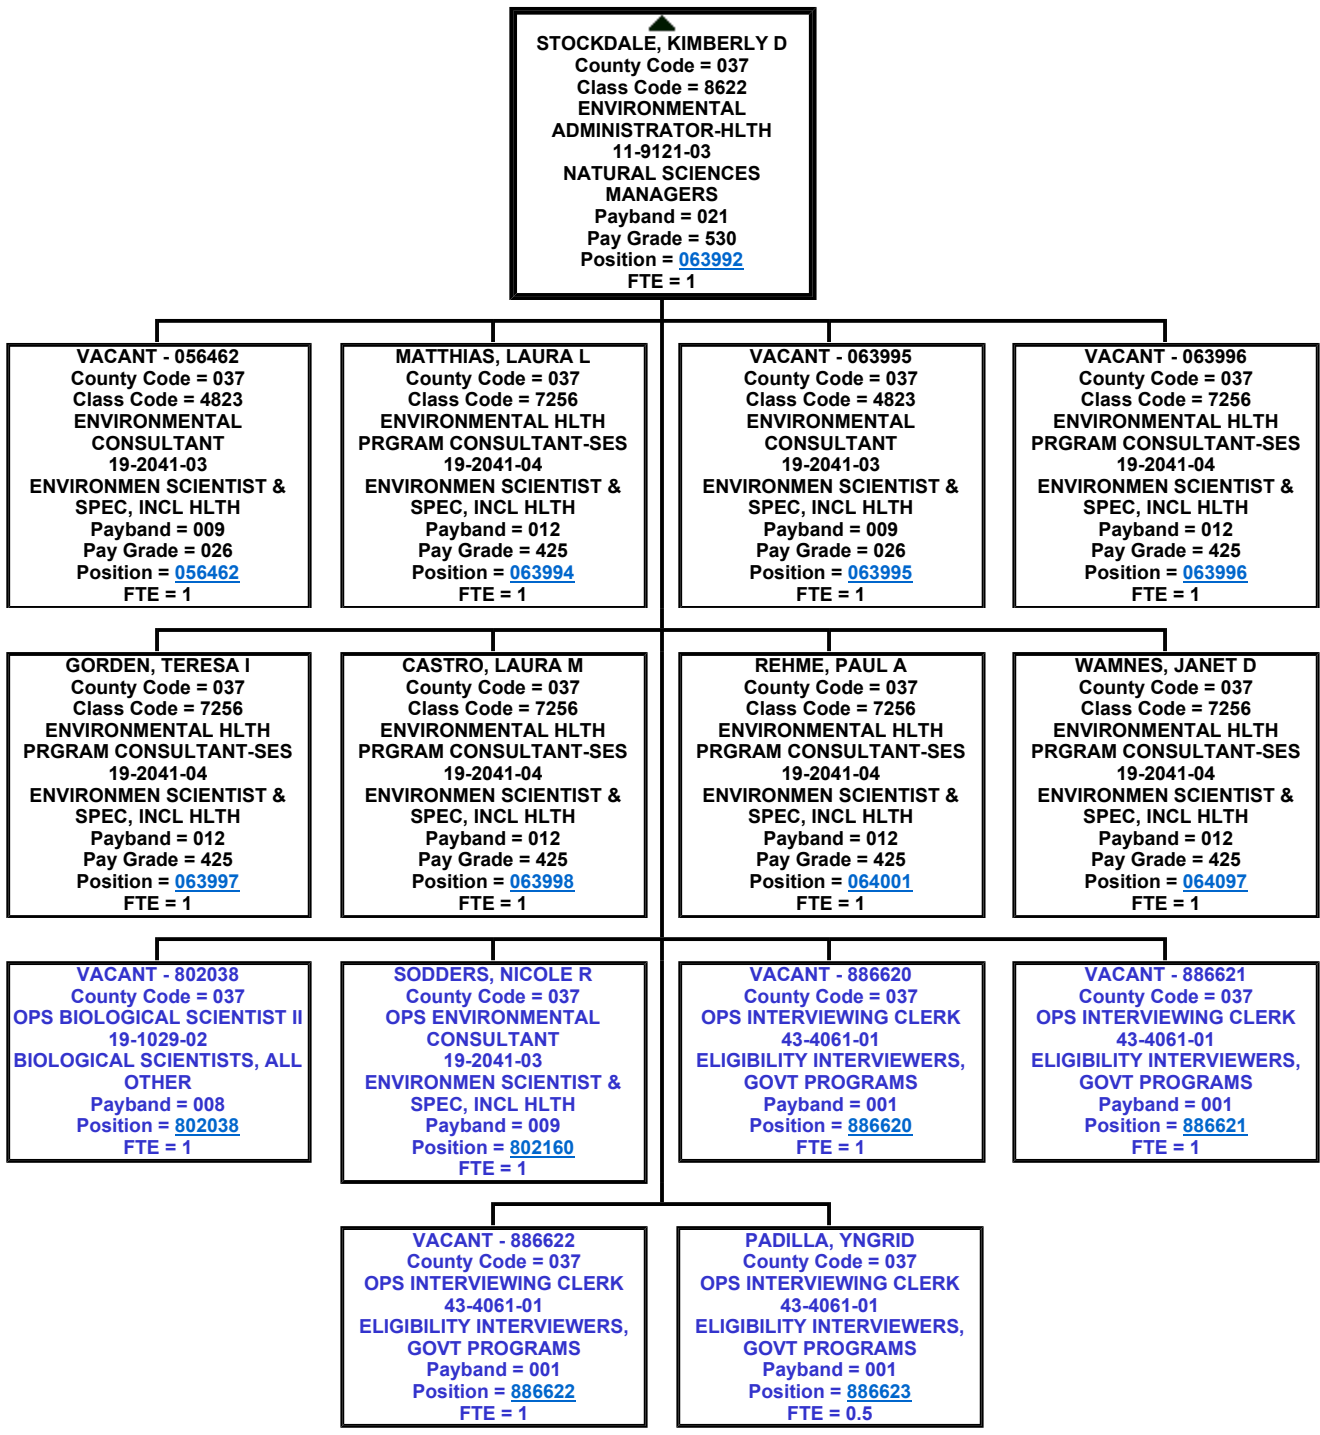 STOCKDALE, KIMBERLY D
County Code = 037
Class Code = 8622
ENVIRONMENTAL
ADMINISTRATOR-HLTH
11-9121-03
NATURAL SCIENCES
MANAGERS
Payband = 021
Pay Grade = 530
Position = 063992
FTE = 1
VACANT - 056462
County Code = 037
Class Code = 4823
ENVIRONMENTAL
CONSULTANT
19-2041-03
ENVIRONMEN SCIENTIST &
SPEC, INCL HLTH
Payband = 009
Pay Grade = 026
Position = 056462
FTE = 1
MATTHIAS, LAURA L
County Code = 037
Class Code = 7256
ENVIRONMENTAL HLTH
PRGRAM CONSULTANT-SES
19-2041-04
ENVIRONMEN SCIENTIST &
SPEC, INCL HLTH
Payband = 012
Pay Grade = 425
Position = 063994
FTE = 1
VACANT - 063995
County Code = 037
Class Code = 4823
ENVIRONMENTAL
CONSULTANT
19-2041-03
ENVIRONMEN SCIENTIST &
SPEC, INCL HLTH
Payband = 009
Pay Grade = 026
Position = 063995
FTE = 1
VACANT - 063996
County Code = 037
Class Code = 7256
ENVIRONMENTAL HLTH
PRGRAM CONSULTANT-SES
19-2041-04
ENVIRONMEN SCIENTIST &
SPEC, INCL HLTH
Payband = 012
Pay Grade = 425
Position = 063996
FTE = 1
GORDEN, TERESA I
County Code = 037
Class Code = 7256
ENVIRONMENTAL HLTH
PRGRAM CONSULTANT-SES
19-2041-04
ENVIRONMEN SCIENTIST &
SPEC, INCL HLTH
Payband = 012
Pay Grade = 425
Position = 063997
FTE = 1
CASTRO, LAURA M
County Code = 037
Class Code = 7256
ENVIRONMENTAL HLTH
PRGRAM CONSULTANT-SES
19-2041-04
ENVIRONMEN SCIENTIST &
SPEC, INCL HLTH
Payband = 012
Pay Grade = 425
Position = 063998
FTE = 1
REHME, PAUL A
County Code = 037
Class Code = 7256
ENVIRONMENTAL HLTH
PRGRAM CONSULTANT-SES
19-2041-04
ENVIRONMEN SCIENTIST &
SPEC, INCL HLTH
Payband = 012
Pay Grade = 425
Position = 064001
FTE = 1
WAMNES, JANET D
County Code = 037
Class Code = 7256
ENVIRONMENTAL HLTH
PRGRAM CONSULTANT-SES
19-2041-04
ENVIRONMEN SCIENTIST &
SPEC, INCL HLTH
Payband = 012
Pay Grade = 425
Position = 064097
FTE = 1
VACANT - 802038
County Code = 037
OPS BIOLOGICAL SCIENTIST II
19-1029-02
BIOLOGICAL SCIENTISTS, ALL
OTHER
Payband = 008
Position = 802038
FTE = 1
SODDERS, NICOLE R
County Code = 037
OPS ENVIRONMENTAL
CONSULTANT
19-2041-03
ENVIRONMEN SCIENTIST &
SPEC, INCL HLTH
Payband = 009
Position = 802160
FTE = 1
VACANT - 886620
County Code = 037
OPS INTERVIEWING CLERK
43-4061-01
ELIGIBILITY INTERVIEWERS,
GOVT PROGRAMS
Payband = 001
Position = 886620
FTE = 1
VACANT - 886621
County Code = 037
OPS INTERVIEWING CLERK
43-4061-01
ELIGIBILITY INTERVIEWERS,
GOVT PROGRAMS
Payband = 001
Position = 886621
FTE = 1
VACANT - 886622
County Code = 037
OPS INTERVIEWING CLERK
43-4061-01
ELIGIBILITY INTERVIEWERS,
GOVT PROGRAMS
Payband = 001
Position = 886622
FTE = 1
PADILLA, YNGRID
County Code = 037
OPS INTERVIEWING CLERK
43-4061-01
ELIGIBILITY INTERVIEWERS,
GOVT PROGRAMS
Payband = 001
Position = 886623
FTE = 0.5